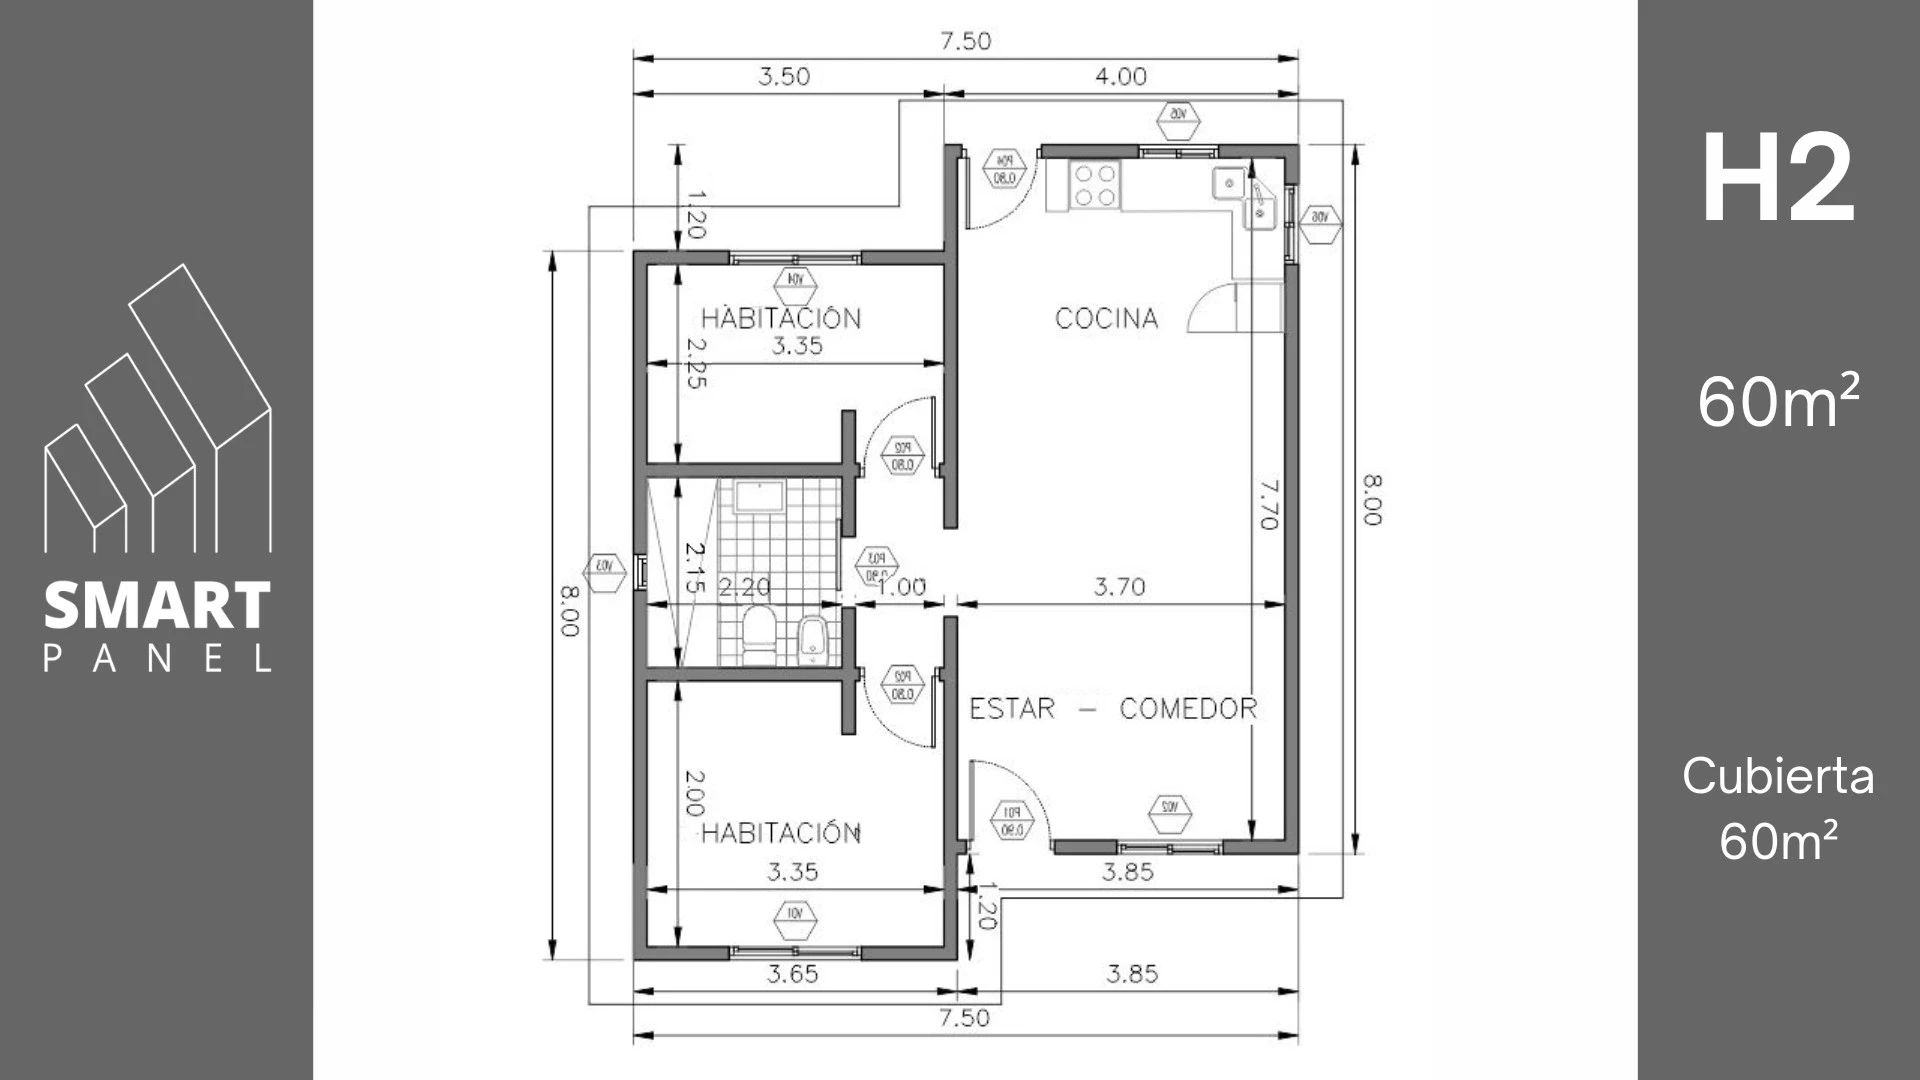 7.50
3.50
4.00
V05
P04
0.80
1.20
V06
V04
HABITACIÓN
3.35
2.25
COCINA
P02
0.80
7.70
8.00
V03
2.15
2.20
P03
1.00
3.70
8.00
P02
0.80
ESTAR - COMEDOR
2.00
HABITACIÓN
P01
0.90
V02
3.35
3.85
1.20
V01
3.65
3.85
7.50
SMART
PANEL
H2
60m²
Cubierta
60m²